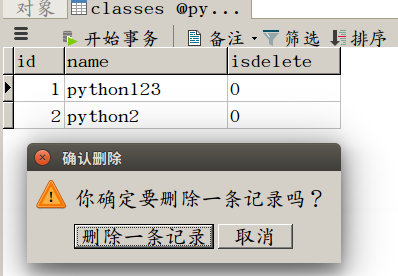 对象 classes @py...
开始事务 备注 筛选 排序
id name isdelete
1 python123 0
2 python2 0
确认删除
你确定要删除一条记录吗？
删除一条记录 取消